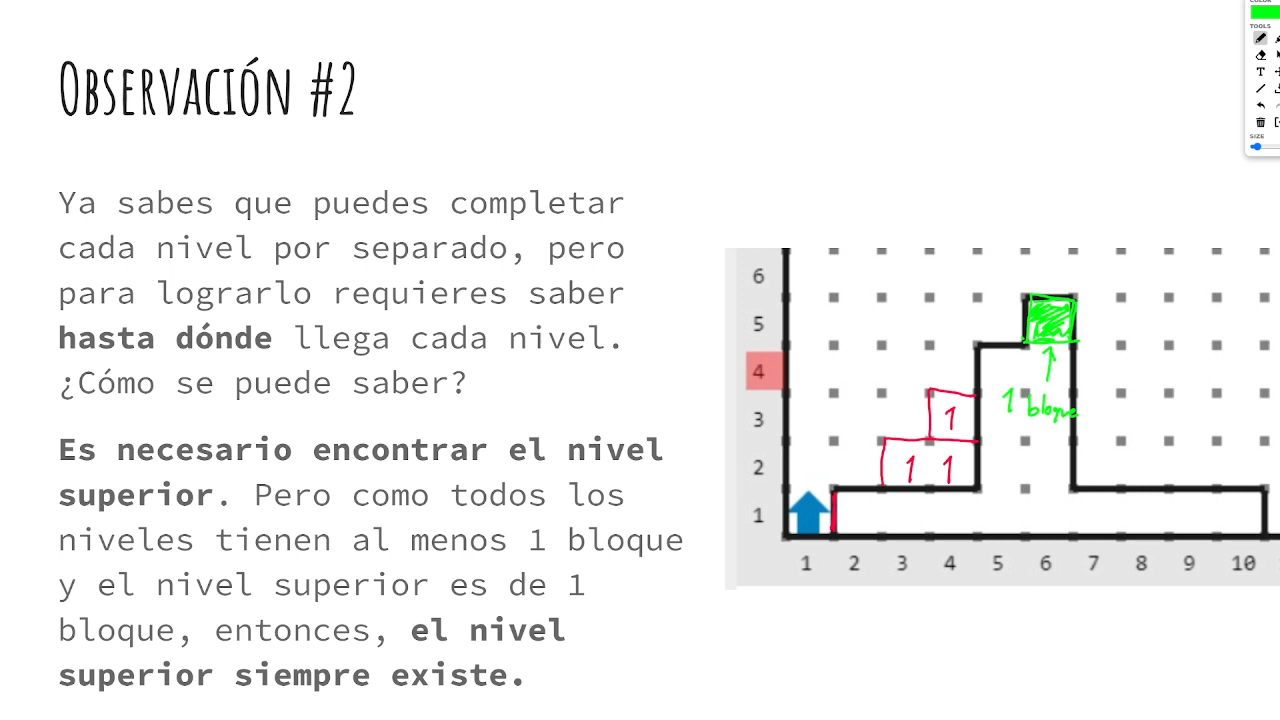 OBSERVACIÓN #2
Ya sabes que puedes completar
cada nivel por separado, pero
para lograrlo requieres saber
hasta dónde llega cada nivel.
¿Cómo se puede saber?
Es necesario encontrar el nivel
superior. Pero como todos los
niveles tienen al menos 1 bloque
y el nivel superior es de 1
bloque, entonces, el nivel
superior siempre existe.
6
5
4
3
2
1
1 bloque
1
1 1
1 2 3 4 5 6 7 8 9 10
TOOLS
T
SIZE